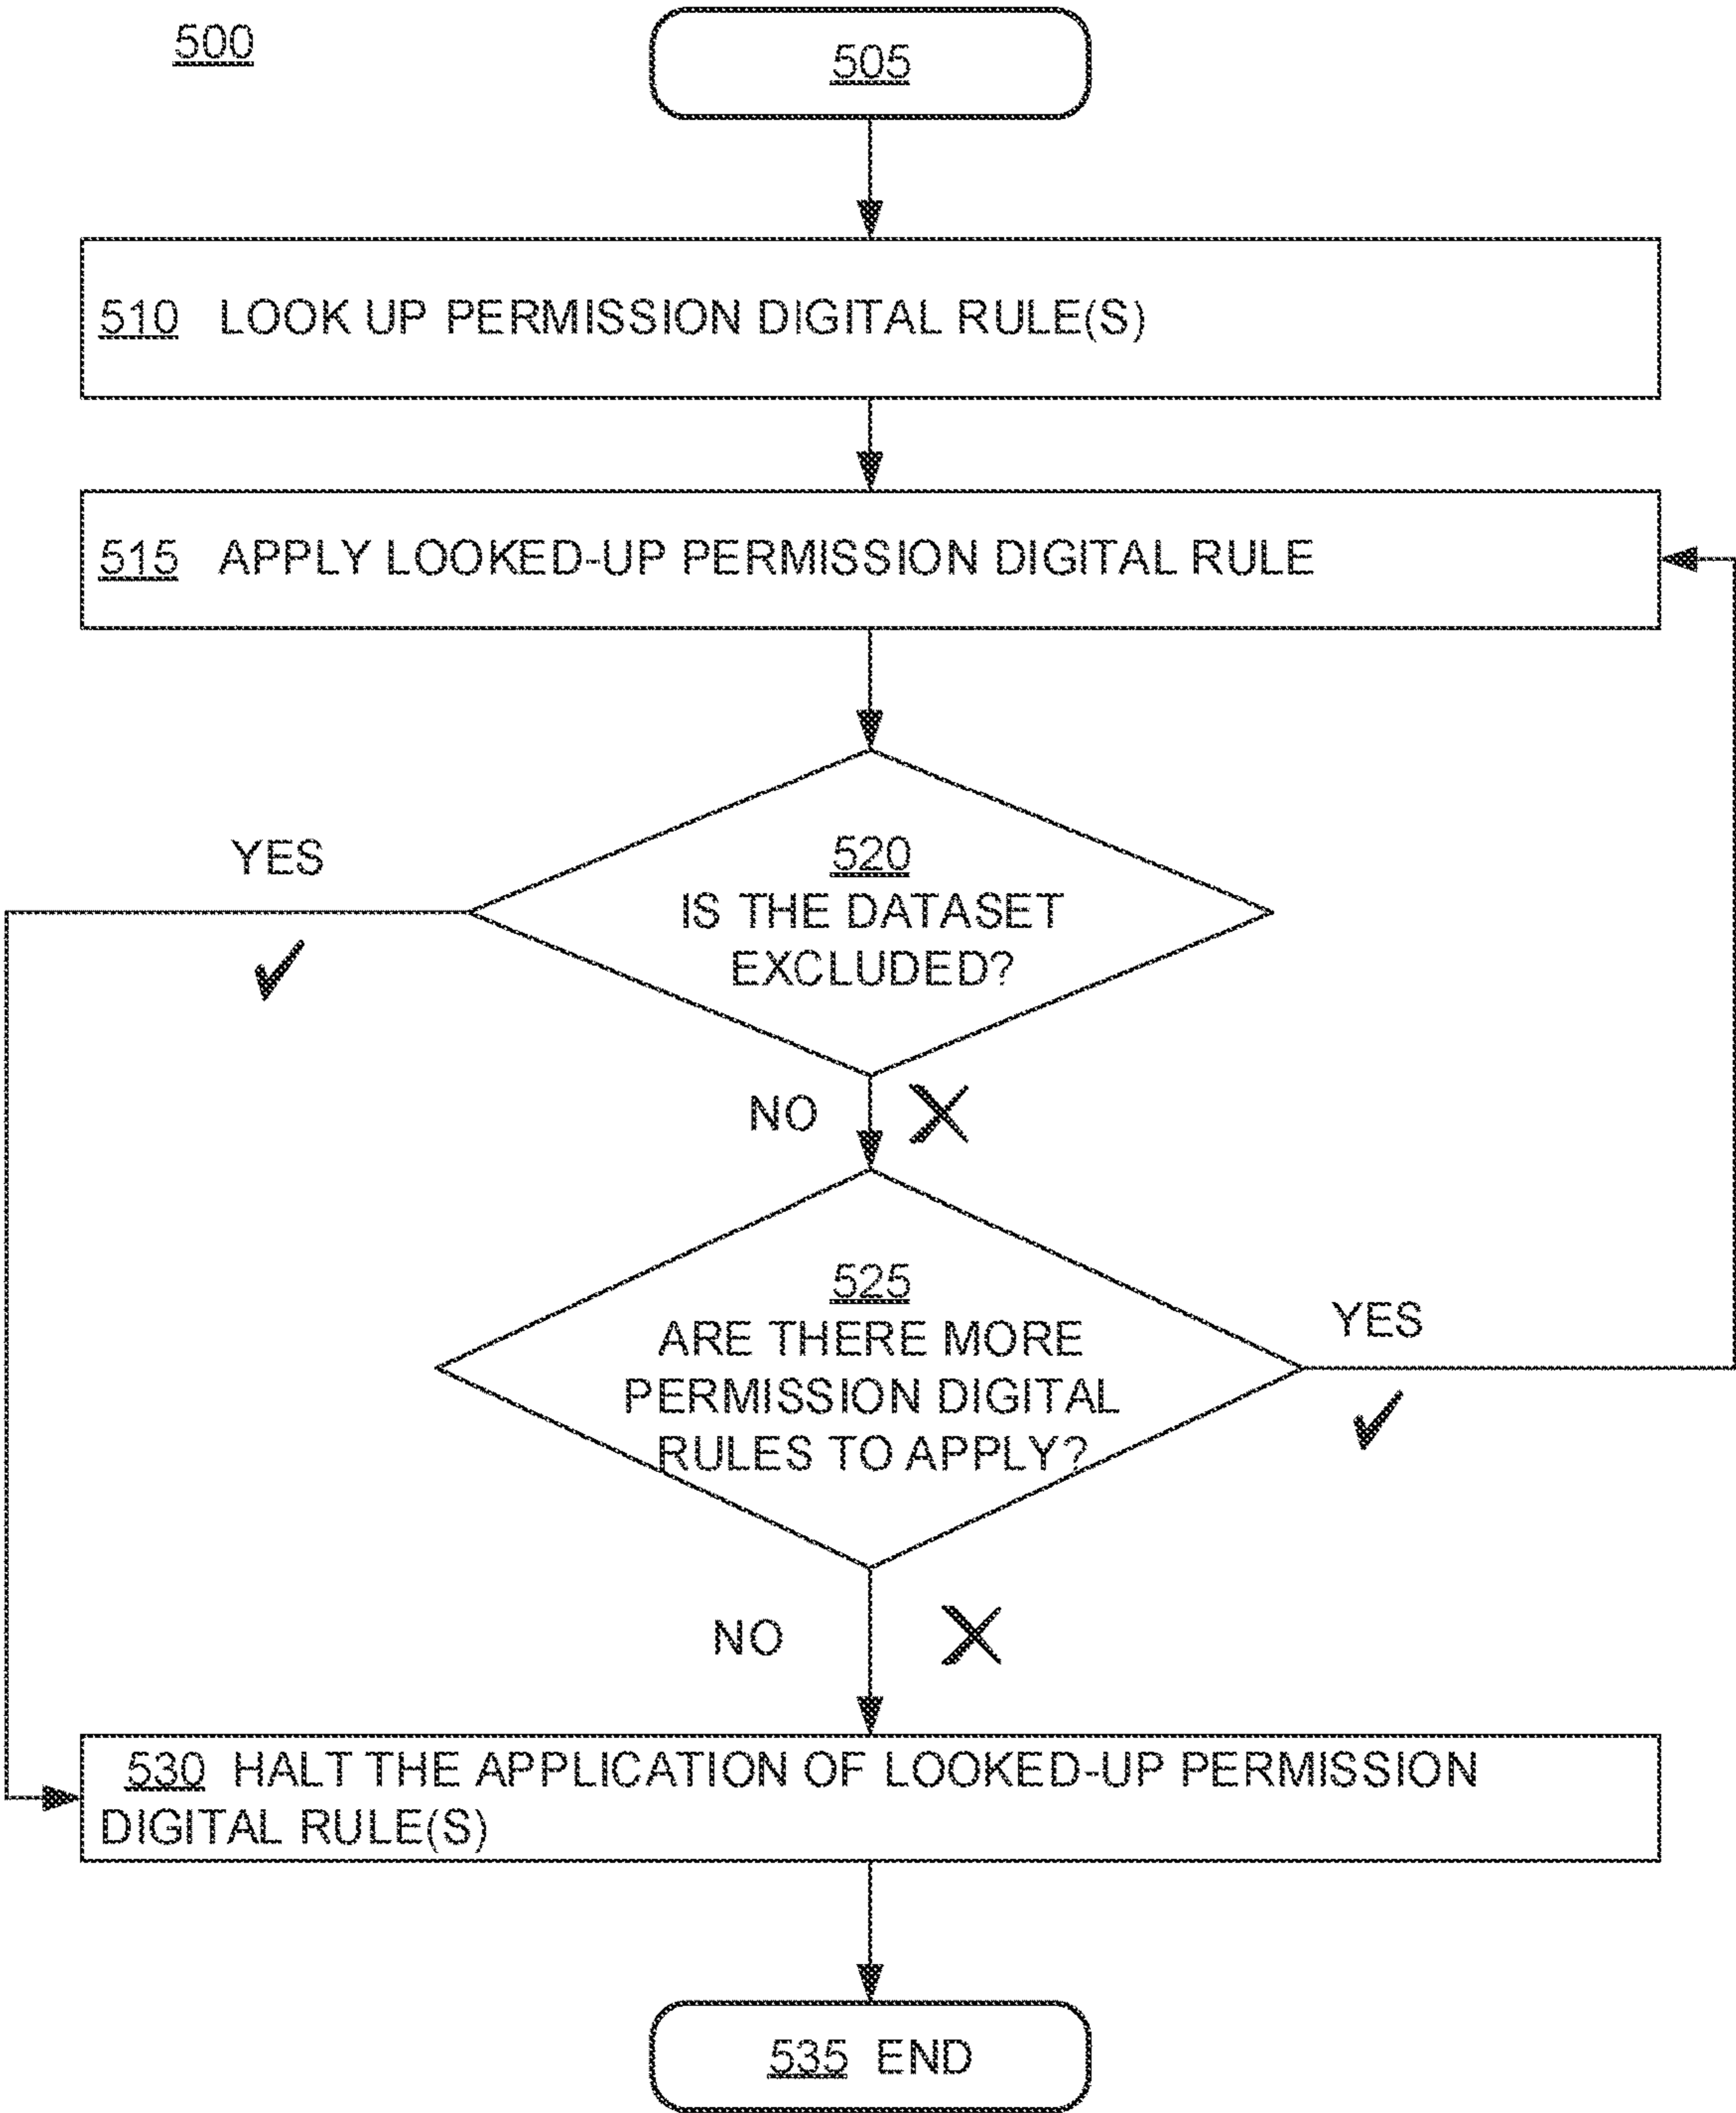 500
505
510 LOOK UP PERMISSION DIGITAL RULE(S)
515 APPLY LOOKED-UP PERMISSION DIGITAL RULE
520
IS THE DATASET
EXCLUDED?
YES
NO
525
ARE THERE MORE
PERMISSION DIGITAL
RULES TO APPLY?
YES
NO
530 HALT THE APPLICATION OF LOOKED-UP PERMISSION
DIGITAL RULE(S)
535 END